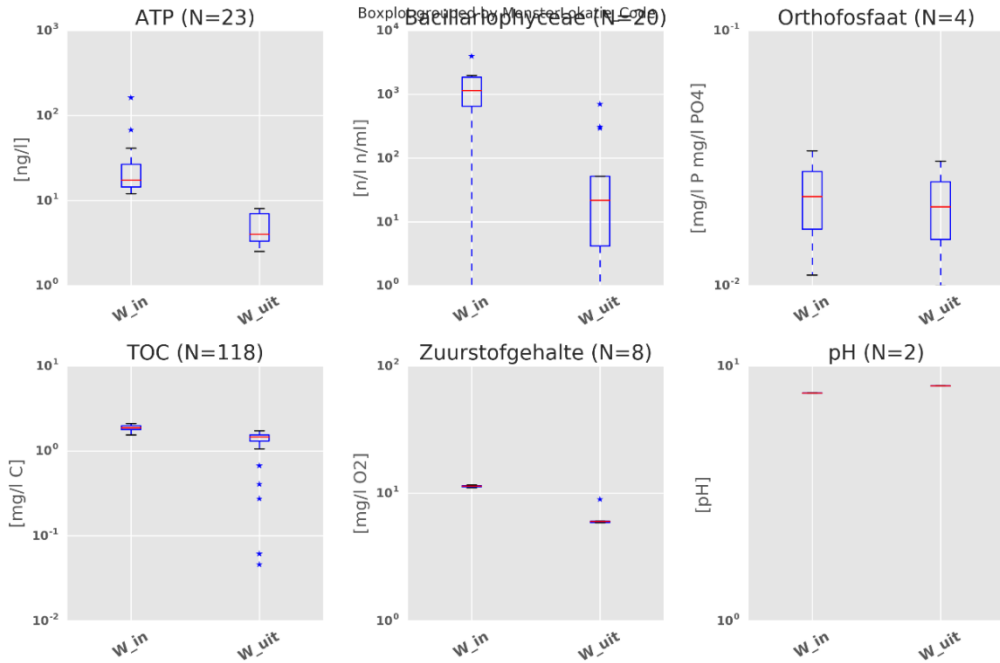 Boxplot grouped by MonsterLokatie_Code
ATP (N=23)
Bacillariophyceae (N=20)
Orthofosfaat (N=4)
10³
10²
10¹
10⁰
[ng/l]
W_in
W_uit
10⁴
10³
10²
10¹
10⁰
[n/l n/ml]
W_in
W_uit
10⁻¹
10⁻²
[mg/l P mg/l PO4]
W_in
W_uit
TOC (N=118)
Zuurstofgehalte (N=8)
pH (N=2)
10¹
10⁰
10⁻¹
10⁻²
[mg/l C]
W_in
W_uit
10²
10¹
10⁰
[mg/l O2]
W_in
W_uit
10¹
10⁰
[pH]
W_in
W_uit